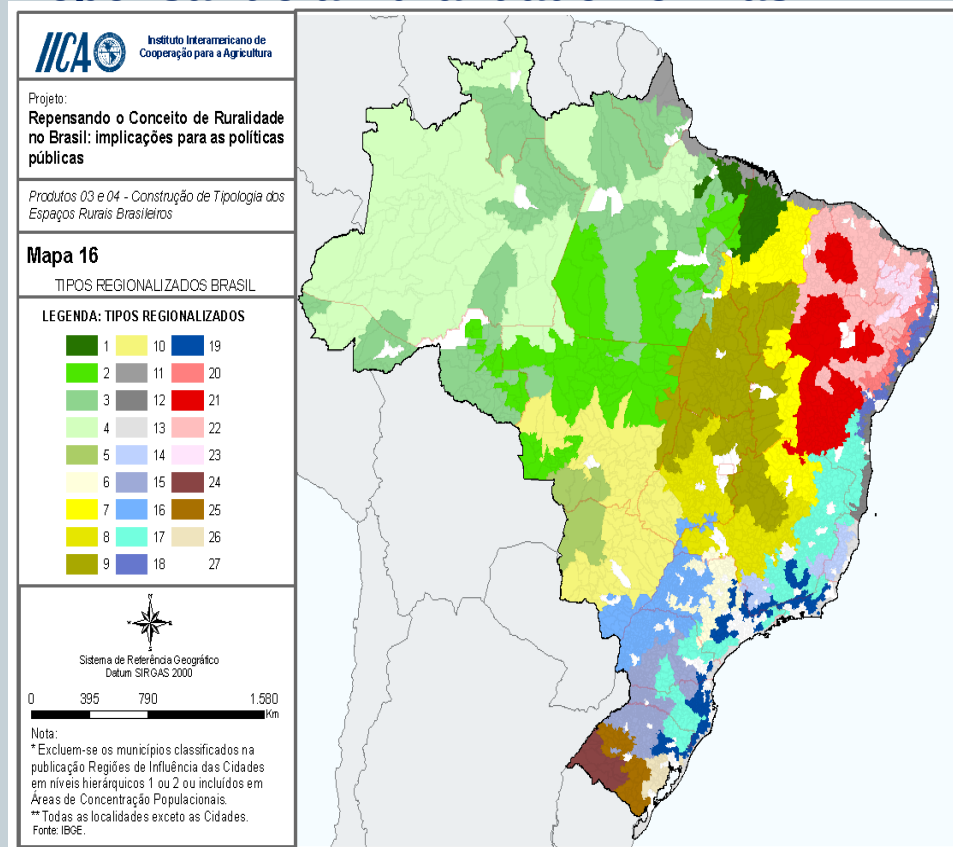 IICA
Instituto Interamericano de
Cooperação para a Agricultura
Projeto:
Repensando o Conceito de Ruralidade
no Brasil: implicações para as políticas
públicas
Produtos 03 e 04 - Construção de Tipologia dos
Espaços Rurais Brasileiros
Mapa 16
TIPOS REGIONALIZADOS BRASIL
LEGENDA: TIPOS REGIONALIZADOS
1 10 19
2 11 20
3 12 21
4 13 22
5 14 23
6 15 24
7 16 25
8 17 26
9 18 27
Sistema de Referência Geográfico
Datum SIRGAS 2000
0 395 790 1.580
Km
Nota:
* Excluem-se os municípios classificados na
publicação Regiões de Influência das Cidades
em níveis hierárquicos 1 ou 2 ou incluídos em
Áreas de Concentração Populacionais.
** Todas as localidades exceto as Cidades.
Fonte: IBGE.